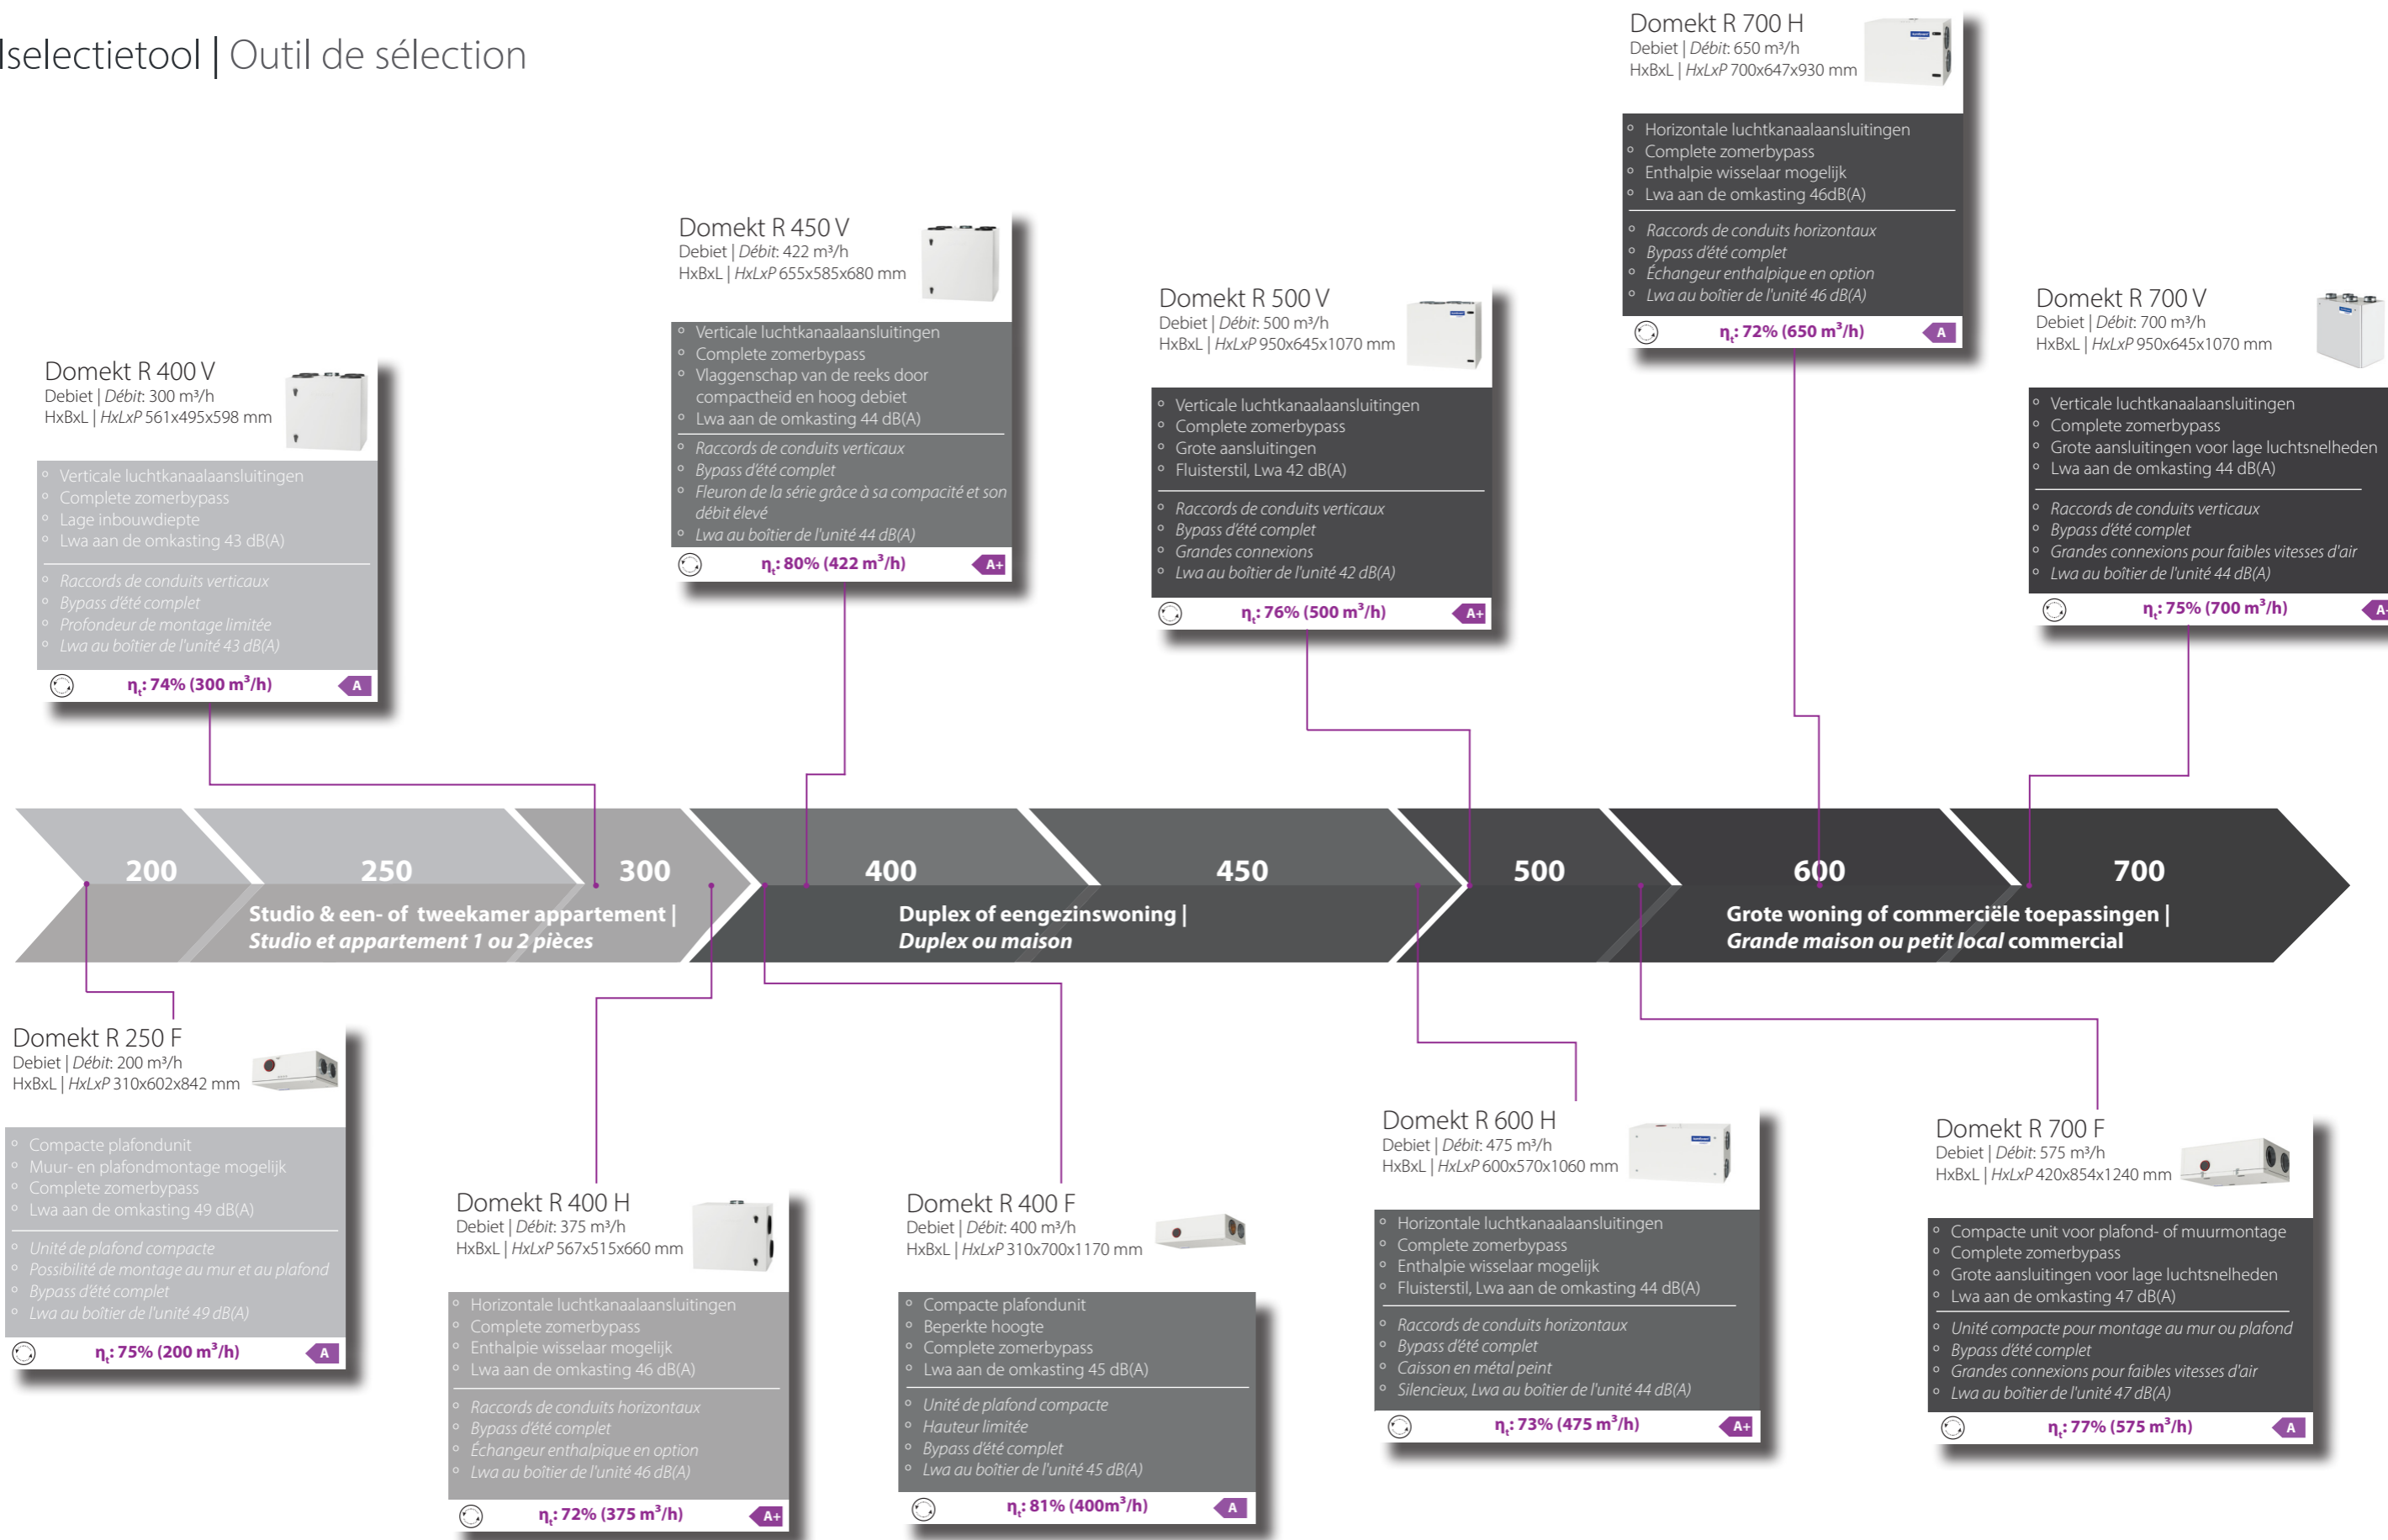 lselectietool | Outil de sélection
Domekt R 700 H
Debiet | Débit: 650 m³/h
HxBxL | HxLxP 700x647x930 mm
º Horizontale luchtkanaalaansluitingen
º Complete zomerbypass
º Enthalpie wisselaar mogelijk
º Lwa aan de omkasting 46dB(A)
º Raccords de conduits horizontaux
º Bypass d'été complet
º Échangeur enthalpique en option
º Lwa au boîtier de l'unité 46 dB(A)
ηt: 72% (650 m³/h)
A
Domekt R 450 V
Debiet | Débit: 422 m³/h
HxBxL | HxLxP 655x585x680 mm
º Verticale luchtkanaalaansluitingen
º Complete zomerbypass
º Vlaggenschap van de reeks door
compactheid en hoog debiet
º Lwa aan de omkasting 44 dB(A)
º Raccords de conduits verticaux
º Bypass d'été complet
º Fleuron de la série grâce à sa compacité et son
débit élevé
º Lwa au boîtier de l'unité 44 dB(A)
ηt: 80% (422 m³/h)
A+
Domekt R 500 V
Debiet | Débit: 500 m³/h
HxBxL | HxLxP 950x645x1070 mm
º Verticale luchtkanaalaansluitingen
º Complete zomerbypass
º Grote aansluitingen
º Fluisterstil, Lwa 42 dB(A)
º Raccords de conduits verticaux
º Bypass d'été complet
º Grandes connexions
º Lwa au boîtier de l'unité 42 dB(A)
ηt: 76% (500 m³/h)
A+
Domekt R 700 V
Debiet | Débit: 700 m³/h
HxBxL | HxLxP 950x645x1070 mm
º Verticale luchtkanaalaansluitingen
º Complete zomerbypass
º Grote aansluitingen voor lage luchtsnelheden
º Lwa aan de omkasting 44 dB(A)
º Raccords de conduits verticaux
º Bypass d'été complet
º Grandes connexions pour faibles vitesses d'air
º Lwa au boîtier de l'unité 44 dB(A)
ηt: 75% (700 m³/h)
A+
Domekt R 400 V
Debiet | Débit: 300 m³/h
HxBxL | HxLxP 561x495x598 mm
º Verticale luchtkanaalaansluitingen
º Complete zomerbypass
º Lage inbouwdiepte
º Lwa aan de omkasting 43 dB(A)
º Raccords de conduits verticaux
º Bypass d'été complet
º Profondeur de montage limitée
º Lwa au boîtier de l'unité 43 dB(A)
ηt: 74% (300 m³/h)
A
200 250 300 400 450 500 600 700
Studio & een- of tweekamer appartement |
Studio et appartement 1 ou 2 pièces
Duplex of eengezinswoning |
Duplex ou maison
Grote woning of commerciële toepassingen |
Grande maison ou petit local commercial
Domekt R 250 F
Debiet | Débit: 200 m³/h
HxBxL | HxLxP 310x602x842 mm
º Compacte plafondunit
º Muur- en plafondmontage mogelijk
º Complete zomerbypass
º Lwa aan de omkasting 49 dB(A)
º Unité de plafond compacte
º Possibilité de montage au mur et au plafond
º Bypass d'été complet
º Lwa au boîtier de l'unité 49 dB(A)
ηt: 75% (200 m³/h)
A
Domekt R 400 H
Debiet | Débit: 375 m³/h
HxBxL | HxLxP 567x515x660 mm
º Horizontale luchtkanaalaansluitingen
º Complete zomerbypass
º Enthalpie wisselaar mogelijk
º Lwa aan de omkasting 46 dB(A)
º Raccords de conduits horizontaux
º Bypass d'été complet
º Échangeur enthalpique en option
º Lwa au boîtier de l'unité 46 dB(A)
ηt: 72% (375 m³/h)
A+
Domekt R 400 F
Debiet | Débit: 400 m³/h
HxBxL | HxLxP 310x700x1170 mm
º Compacte plafondunit
º Beperkte hoogte
º Complete zomerbypass
º Lwa aan de omkasting 45 dB(A)
º Unité de plafond compacte
º Hauteur limitée
º Bypass d'été complet
º Lwa au boîtier de l'unité 45 dB(A)
ηt: 81% (400m³/h)
A
Domekt R 600 H
Debiet | Débit: 475 m³/h
HxBxL | HxLxP 600x570x1060 mm
º Horizontale luchtkanaalaansluitingen
º Complete zomerbypass
º Enthalpie wisselaar mogelijk
º Fluisterstil, Lwa aan de omkasting 44 dB(A)
º Raccords de conduits horizontaux
º Bypass d'été complet
º Caisson en métal peint
º Silencieux, Lwa au boîtier de l'unité 44 dB(A)
ηt: 73% (475 m³/h)
A+
Domekt R 700 F
Debiet | Débit: 575 m³/h
HxBxL | HxLxP 420x854x1240 mm
º Compacte unit voor plafond- of muurmontage
º Complete zomerbypass
º Grote aansluitingen voor lage luchtsnelheden
º Lwa aan de omkasting 47 dB(A)
º Unité compacte pour montage au mur ou plafond
º Bypass d'été complet
º Grandes connexions pour faibles vitesses d'air
º Lwa au boîtier de l'unité 47 dB(A)
ηt: 77% (575 m³/h)
A